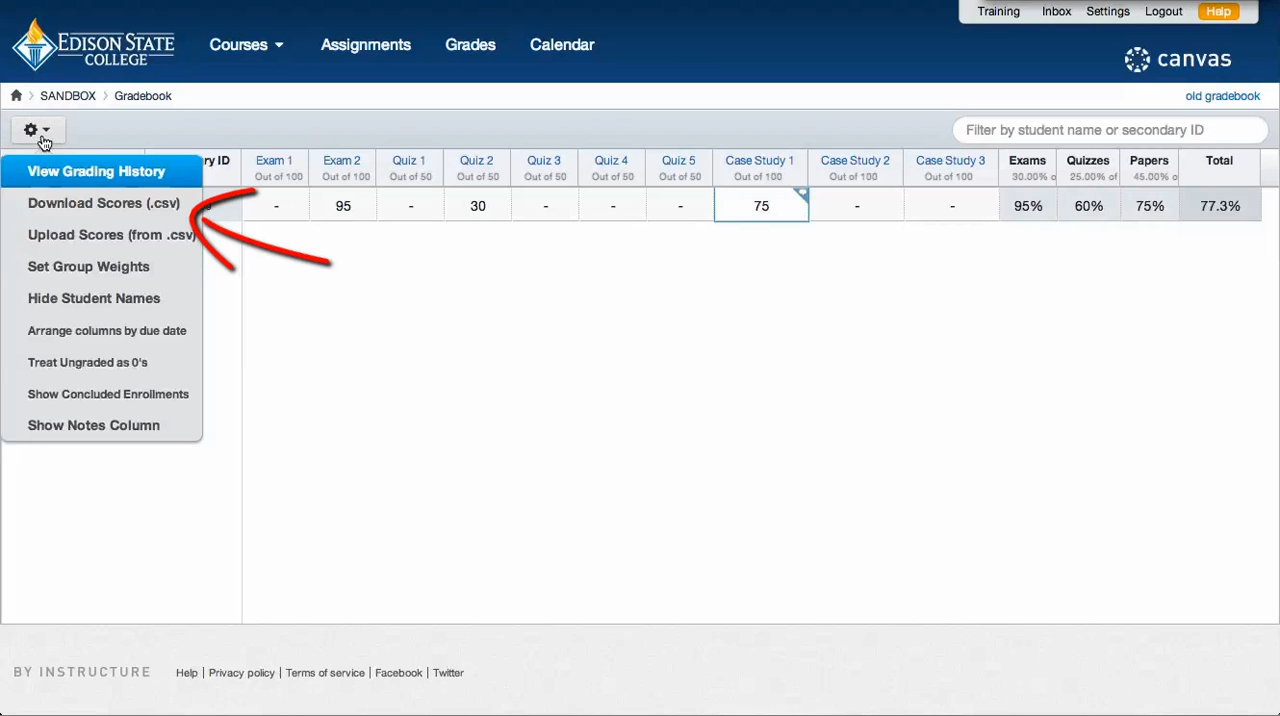 Training Inbox Settings Logout Help
EDISON STATE
COLLEGE
Courses Assignments Grades Calendar
canvas
SANDBOX Gradebook
old gradebook
Filter by student name or secondary ID
View Grading History
Download Scores (.csv)
Upload Scores (from .csv)
Set Group Weights
Hide Student Names
Arrange columns by due date
Treat Ungraded as 0's
Show Concluded Enrollments
Show Notes Column
ID Exam 1 Exam 2 Quiz 1 Quiz 2 Quiz 3 Quiz 4 Quiz 5 Case Study 1 Case Study 2 Case Study 3 Exams Quizzes Papers Total
Out of 100 Out of 100 Out of 50 Out of 50 Out of 50 Out of 50 Out of 50 Out of 100 Out of 100 Out of 100 30.00% o 25.00% of 45.00% o
- 95 - 30 - - - 75 - - 95% 60% 75% 77.3%
BY INSTRUCTURE Help | Privacy policy | Terms of service | Facebook | Twitter